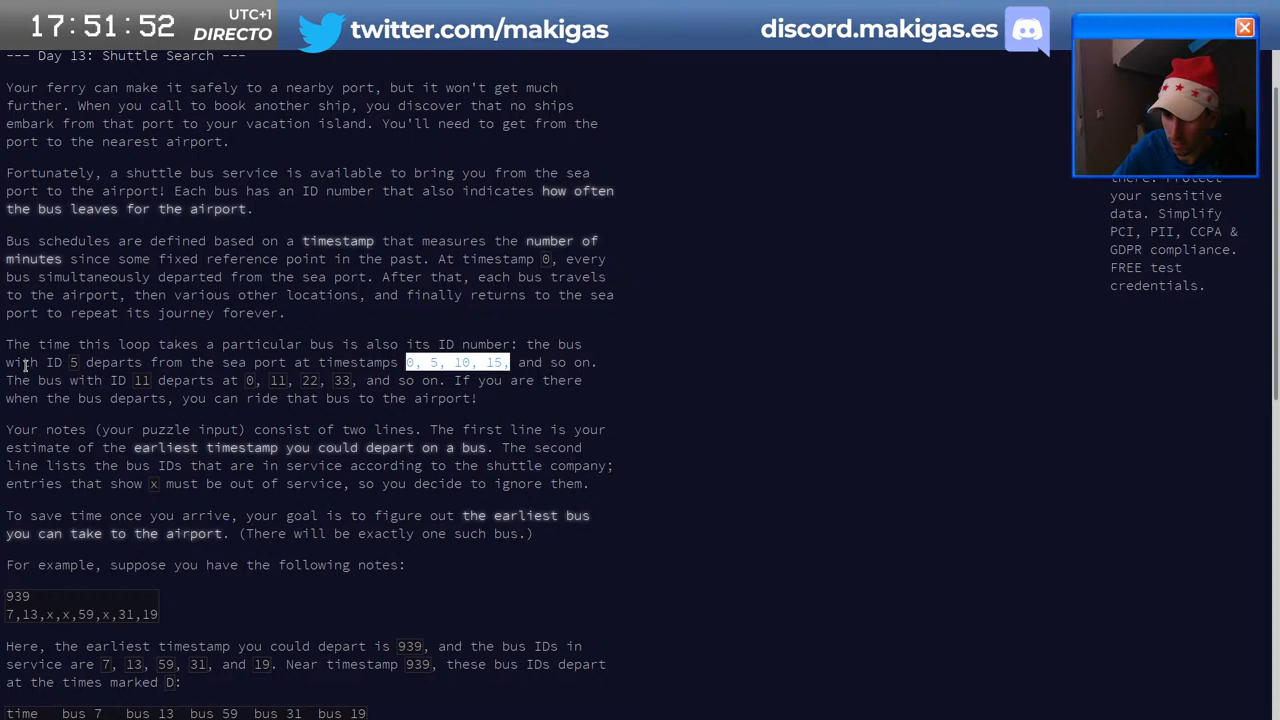 17:51:52
UTC+1
DIRECTO
twitter.com/makigas
discord.makigas.es
--- Day 13: Shuttle Search ---
Your ferry can make it safely to a nearby port, but it won't get much
further. When you call to book another ship, you discover that no ships
embark from that port to your vacation island. You'll need to get from the
port to the nearest airport.
Fortunately, a shuttle bus service is available to bring you from the sea
port to the airport! Each bus has an ID number that also indicates how often
the bus leaves for the airport.
Bus schedules are defined based on a timestamp that measures the number of
minutes since some fixed reference point in the past. At timestamp 0, every
bus simultaneously departed from the sea port. After that, each bus travels
to the airport, then various other locations, and finally returns to the sea
port to repeat its journey forever.
The time this loop takes a particular bus is also its ID number: the bus
with ID 5 departs from the sea port at timestamps 0, 5, 10, 15, and so on.
The bus with ID 11 departs at 0, 11, 22, 33, and so on. If you are there
when the bus departs, you can ride that bus to the airport!
Your notes (your puzzle input) consist of two lines. The first line is your
estimate of the earliest timestamp you could depart on a bus. The second
line lists the bus IDs that are in service according to the shuttle company;
entries that show x must be out of service, so you decide to ignore them.
To save time once you arrive, your goal is to figure out the earliest bus
you can take to the airport. (There will be exactly one such bus.)
For example, suppose you have the following notes:
939
7,13,x,x,59,x,31,19
Here, the earliest timestamp you could depart is 939, and the bus IDs in
service are 7, 13, 59, 31, and 19. Near timestamp 939, these bus IDs depart
at the times marked D:
time bus 7 bus 13 bus 59 bus 31 bus 19
there. Protect
your sensitive
data. Simplify
PCI, PII, CCPA &
GDPR compliance.
FREE test
credentials.